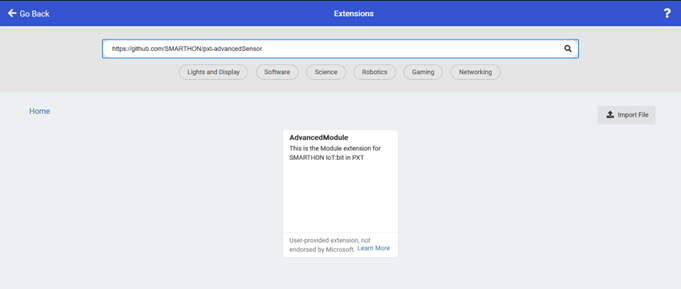 Go Back
Extensions
?
https://github.com/SMARTHON/pxt-advancedSensor
Lights and Display
Software
Science
Robotics
Gaming
Networking
Home
Import File
AdvancedModule
This is the Module extension for
SMARTHON IoT:bit in PXT
User-provided extension, not
endorsed by Microsoft. Learn More